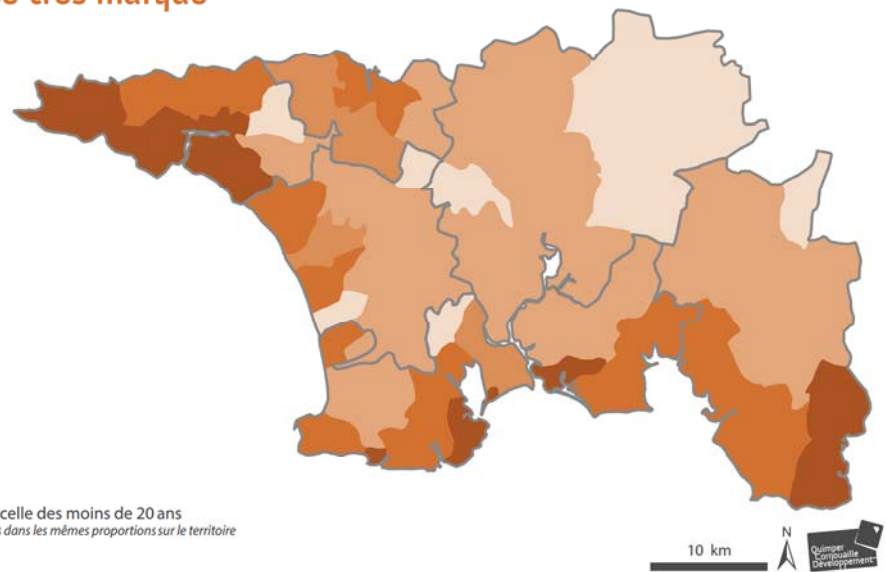 très marqué
celle des moins de 20 ans
dans les mêmes proportions sur le territoire
10 km
N
Quimper
Cornouaille
Développement